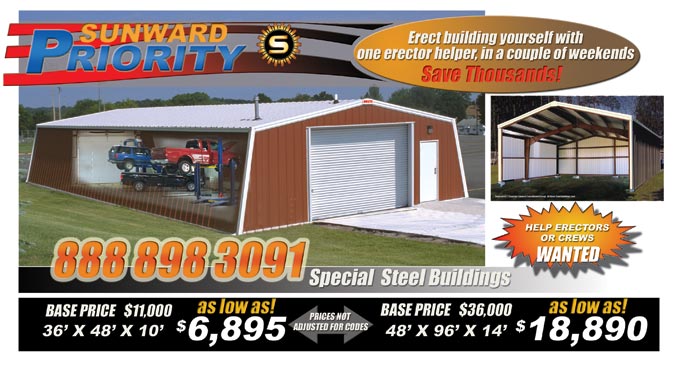 SUNWARD
PRIORITY
S
Erect building yourself with
one erector helper, in a couple of weekends
Save Thousands!
HELP ERECTORS
OR CREWS
WANTED
888 898 3091
Special Steel Buildings
BASE PRICE $11,000
36' X 48' X 10'
as low as!
$6,895
PRICES NOT
ADJUSTED FOR CODES
BASE PRICE $36,000
48' X 96' X 14'
as low as!
$18,890